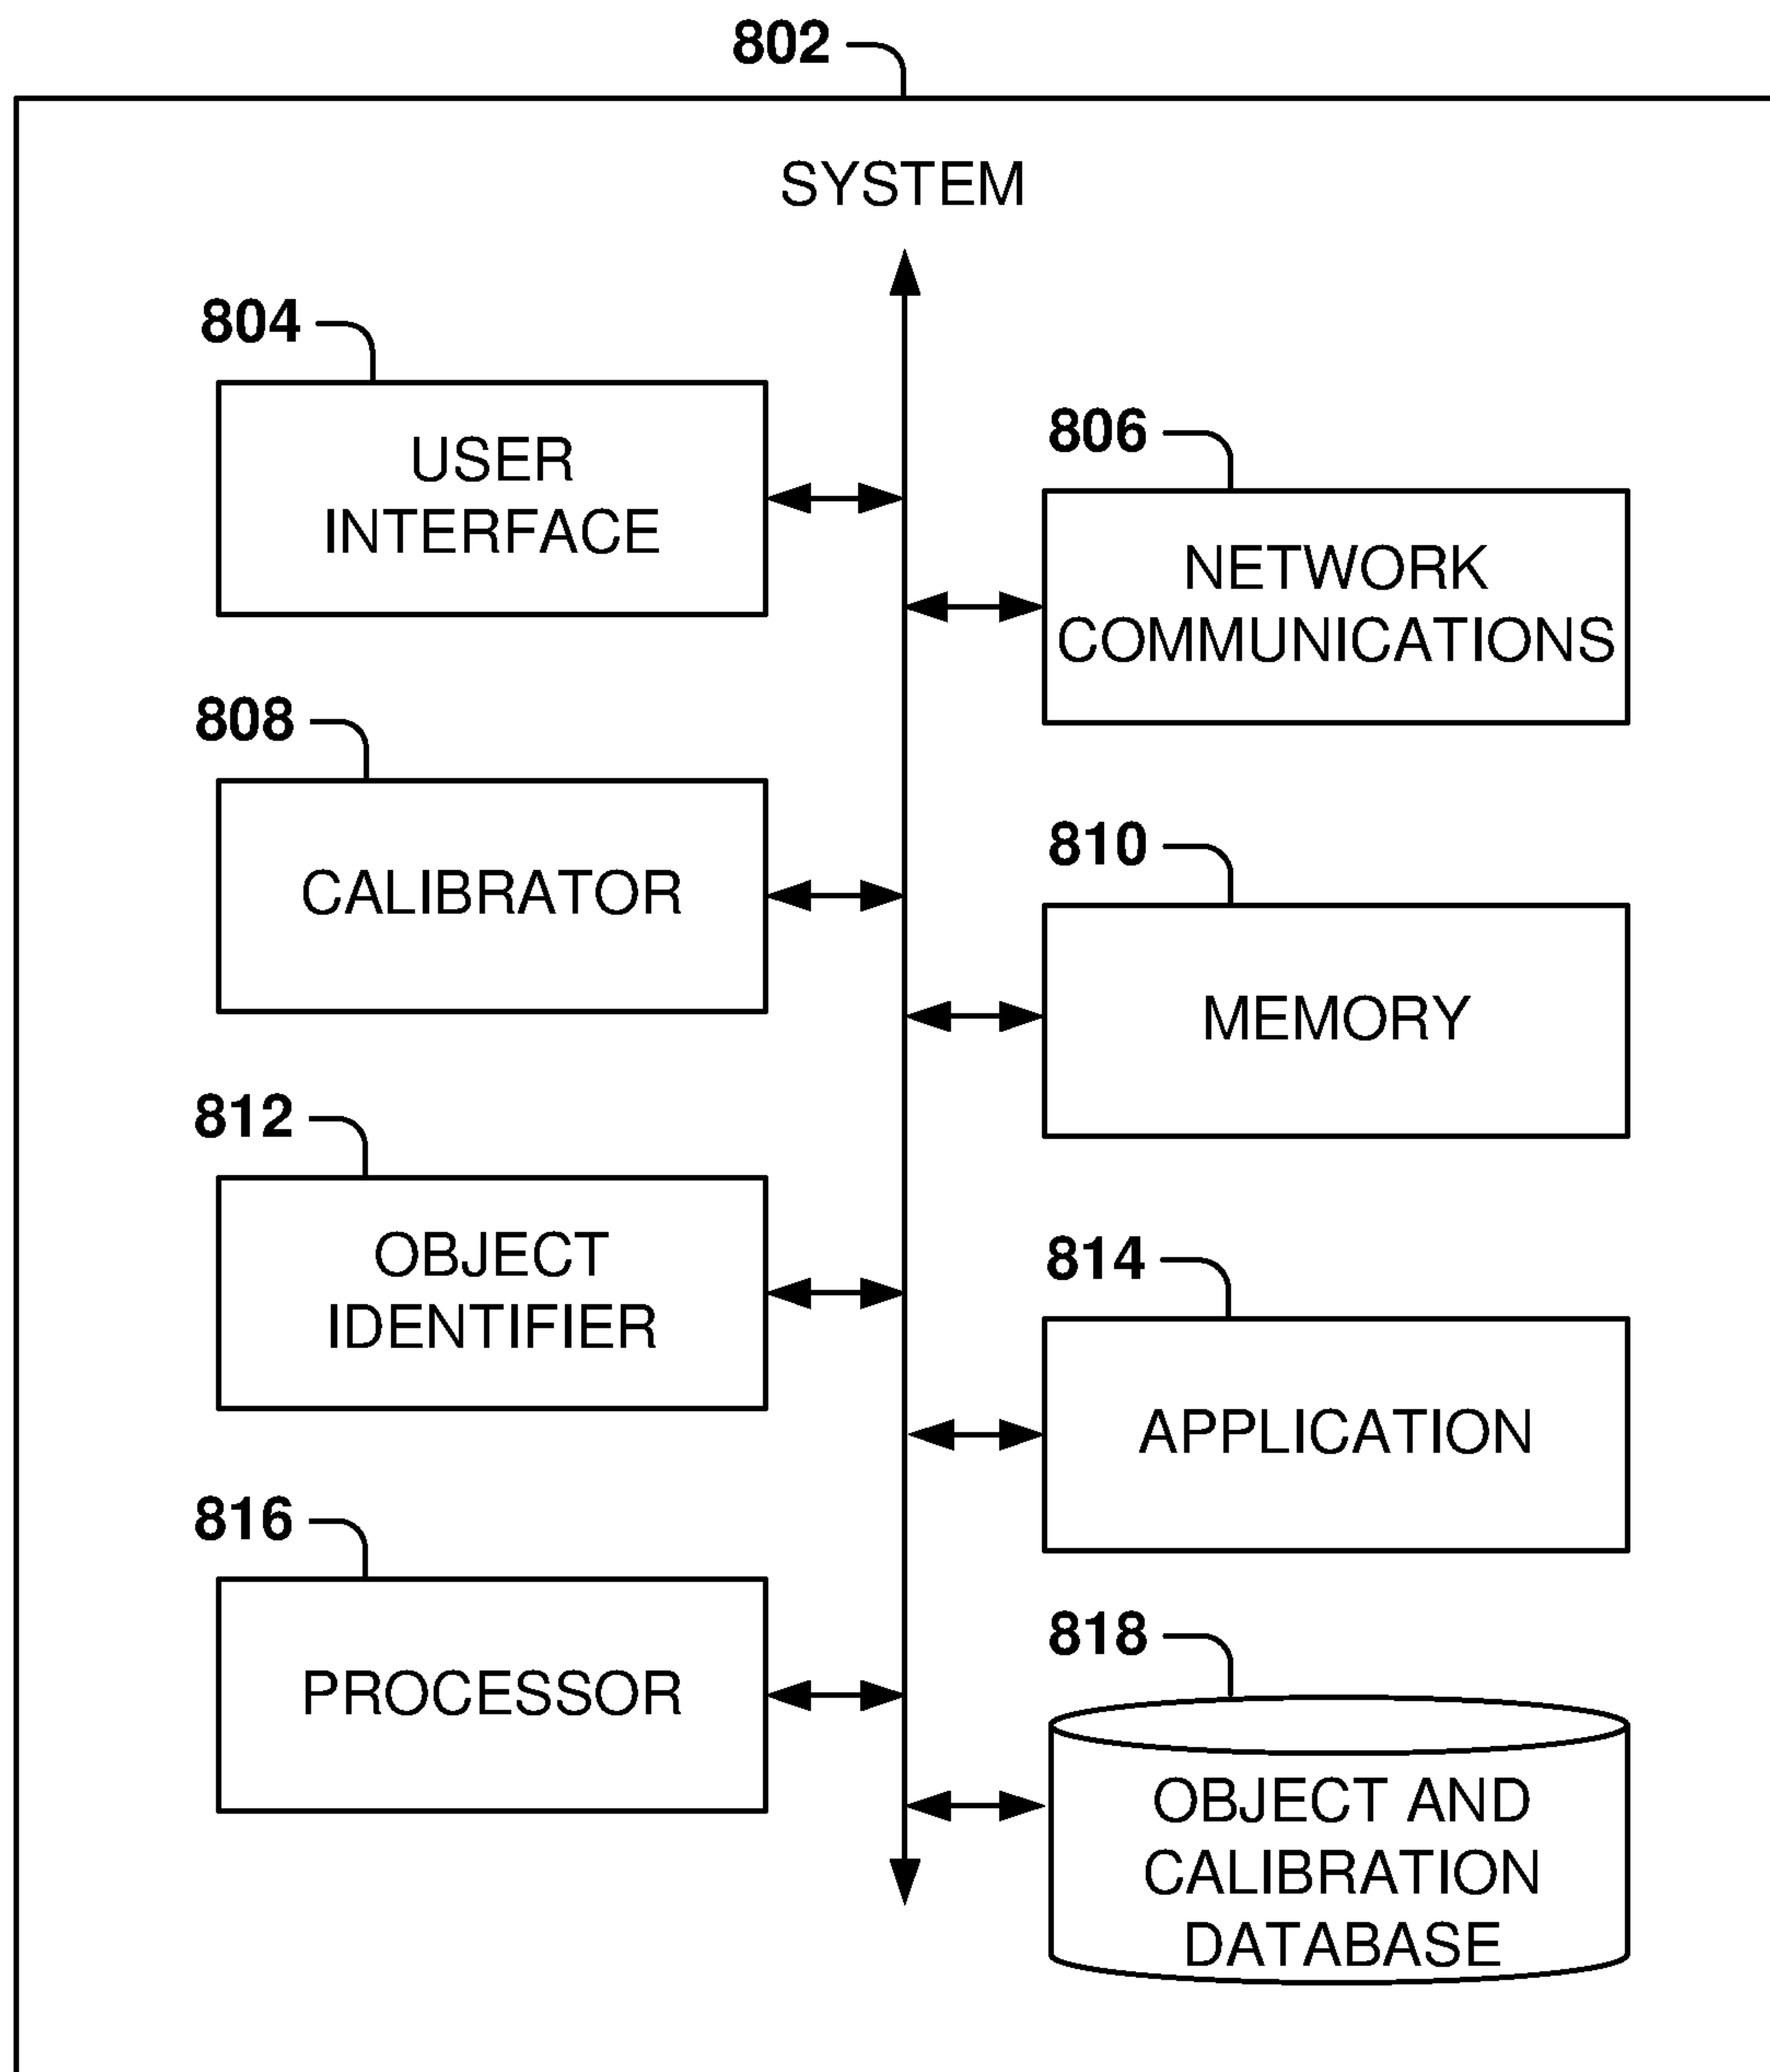 802
SYSTEM
804
USER
INTERFACE
806
NETWORK
COMMUNICATIONS
808
CALIBRATOR
810
MEMORY
812
OBJECT
IDENTIFIER
814
APPLICATION
816
PROCESSOR
818
OBJECT AND
CALIBRATION
DATABASE